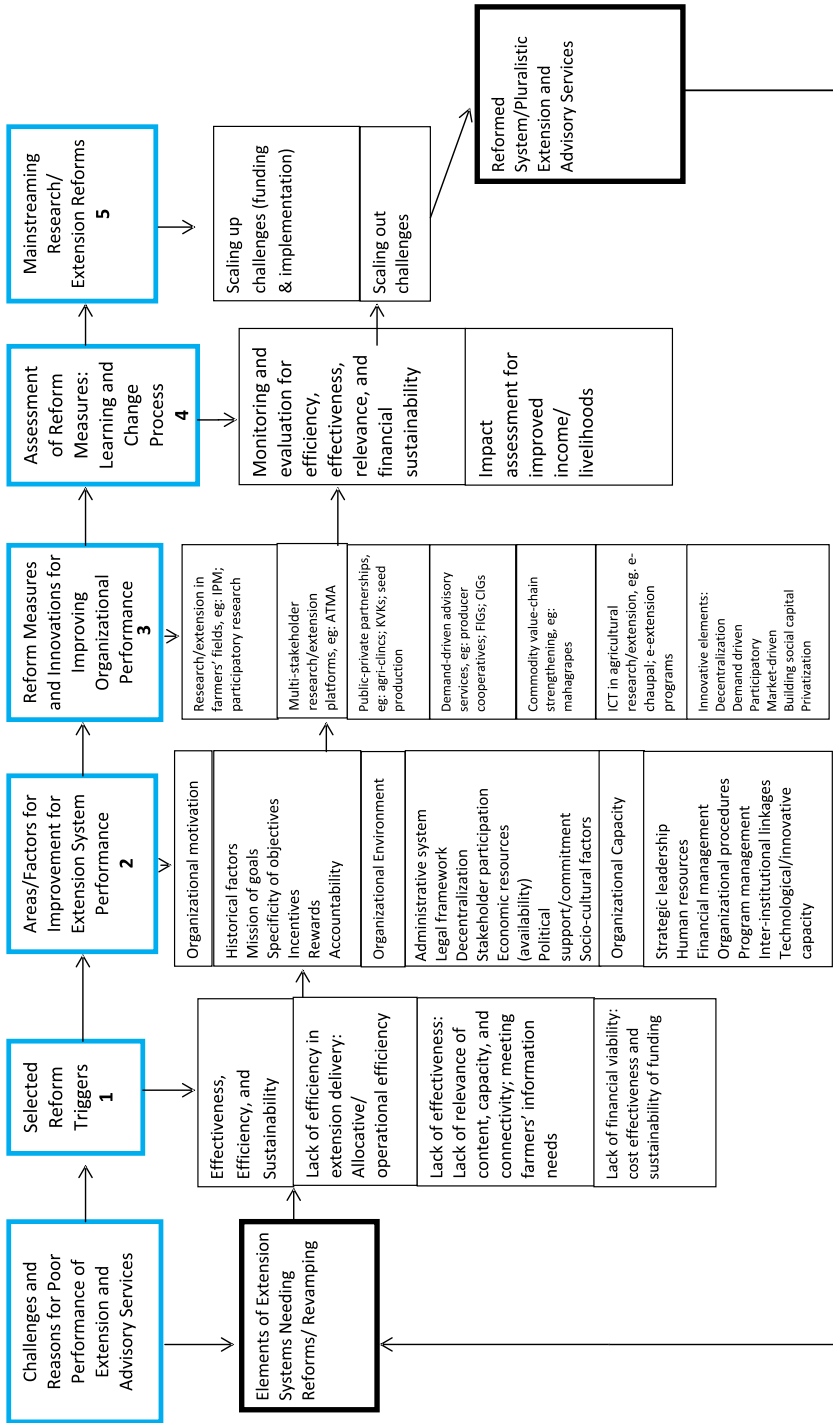 Challenges and
Reasons for Poor
Performance of
Extension and
Advisory Services
Elements of Extension
Systems Needing
Reforms/ Revamping
Selected
Reform
Triggers
1
Effectiveness,
Efficiency, and
Sustainability
Lack of efficiency in
extension delivery:
Allocative/
operational efficiency
Lack of effectiveness:
Lack of relevance of
content, capacity, and
connectivity; meeting
farmers’ information
needs
Lack of financial viability:
cost effectiveness and
sustainability of funding
Areas/Factors for
Improvement for
Extension System
Performance
2
Organizational motivation
Historical factors
Mission of goals
Specificity of objectives
Incentives
Rewards
Accountability
Organizational Environment
Administrative system
Legal framework
Decentralization
Stakeholder participation
Economic resources
(availability)
Political
support/commitment
Socio-cultural factors
Organizational Capacity
Strategic leadership
Human resources
Financial management
Organizational procedures
Program management
Inter-institutional linkages
Technological/innovative
capacity
Reform Measures
and Innovations for
Improving
Organizational
Performance
3
Research/extension in
farmers’ fields, eg: IPM;
participatory research
Multi-stakeholder
research/extension
platforms, eg: ATMA
Public-private partnerships,
eg: agri-clincs; KVKs; seed
production
Demand-driven advisory
services, eg: producer
cooperatives; FIGs; CIGs
Commodity value-chain
strengthening, eg:
mahagrapes
ICT in agricultural
research/extension, eg. e-
chaupal; e-extension
programs
Innovative elements:
Decentralization
Demand driven
Participatory
Market-driven
Building social capital
Privatization
Assessment
of Reform
Measures:
Learning and
Change
Process
4
Monitoring and
evaluation for
efficiency,
effectiveness,
relevance, and
financial
sustainability
Impact
assessment for
improved
income/
livelihoods
Mainstreaming
Research/
Extension Reforms
5
Scaling up
challenges (funding
& implementation)
Scaling out
challenges
Reformed
System/Pluralistic
Extension and
Advisory Services